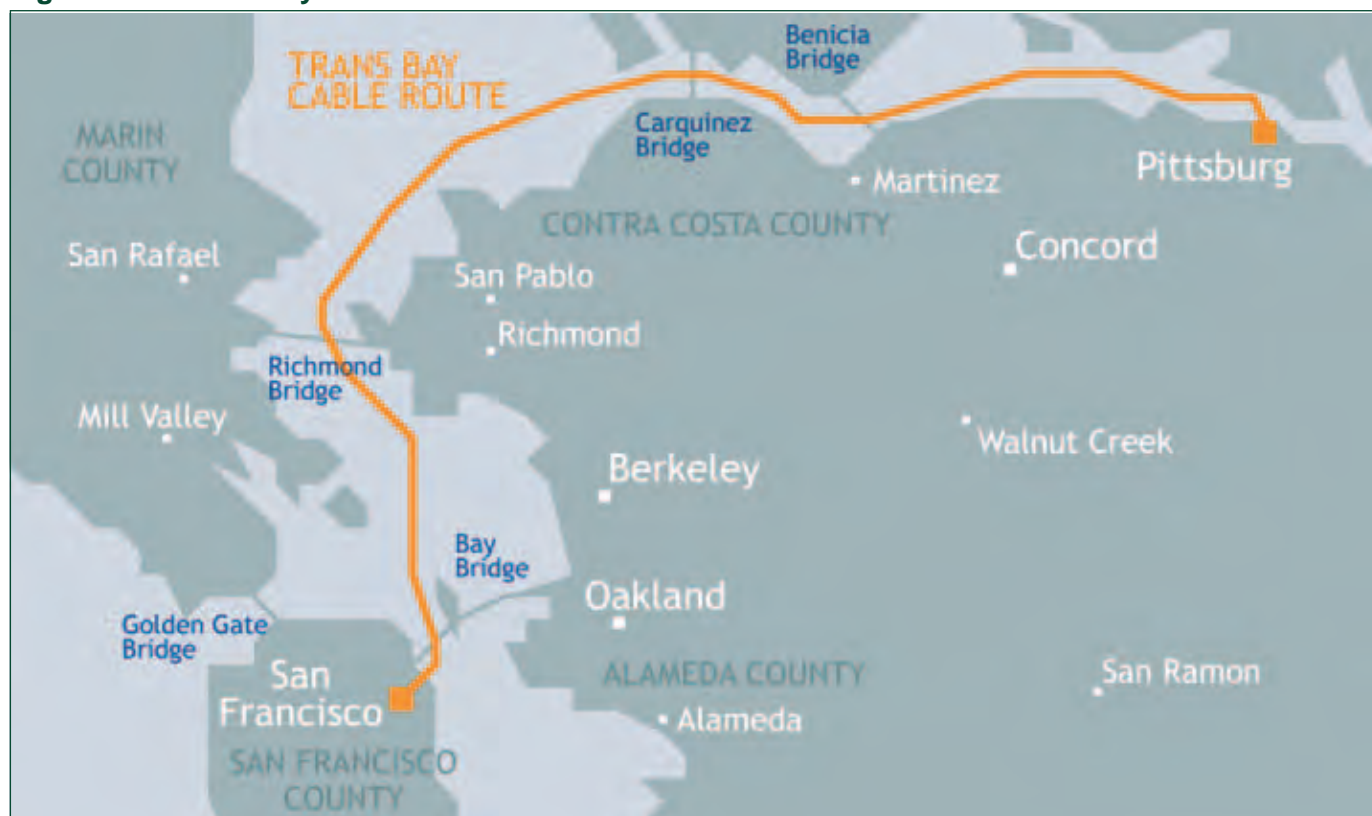 Benicia
Bridge
TRANS BAY
CABLE ROUTE
MARIN
COUNTY
Carquinez
Bridge
Pittsburg
Martinez
CONTRA COSTA COUNTY
San Rafael
Concord
San Pablo
Richmond
Richmond
Bridge
Mill Valley
Walnut Creek
Berkeley
Bay
Bridge
Oakland
Golden Gate
Bridge
San
Francisco
ALAMEDA COUNTY
San Ramon
Alameda
SAN FRANCISCO
COUNTY